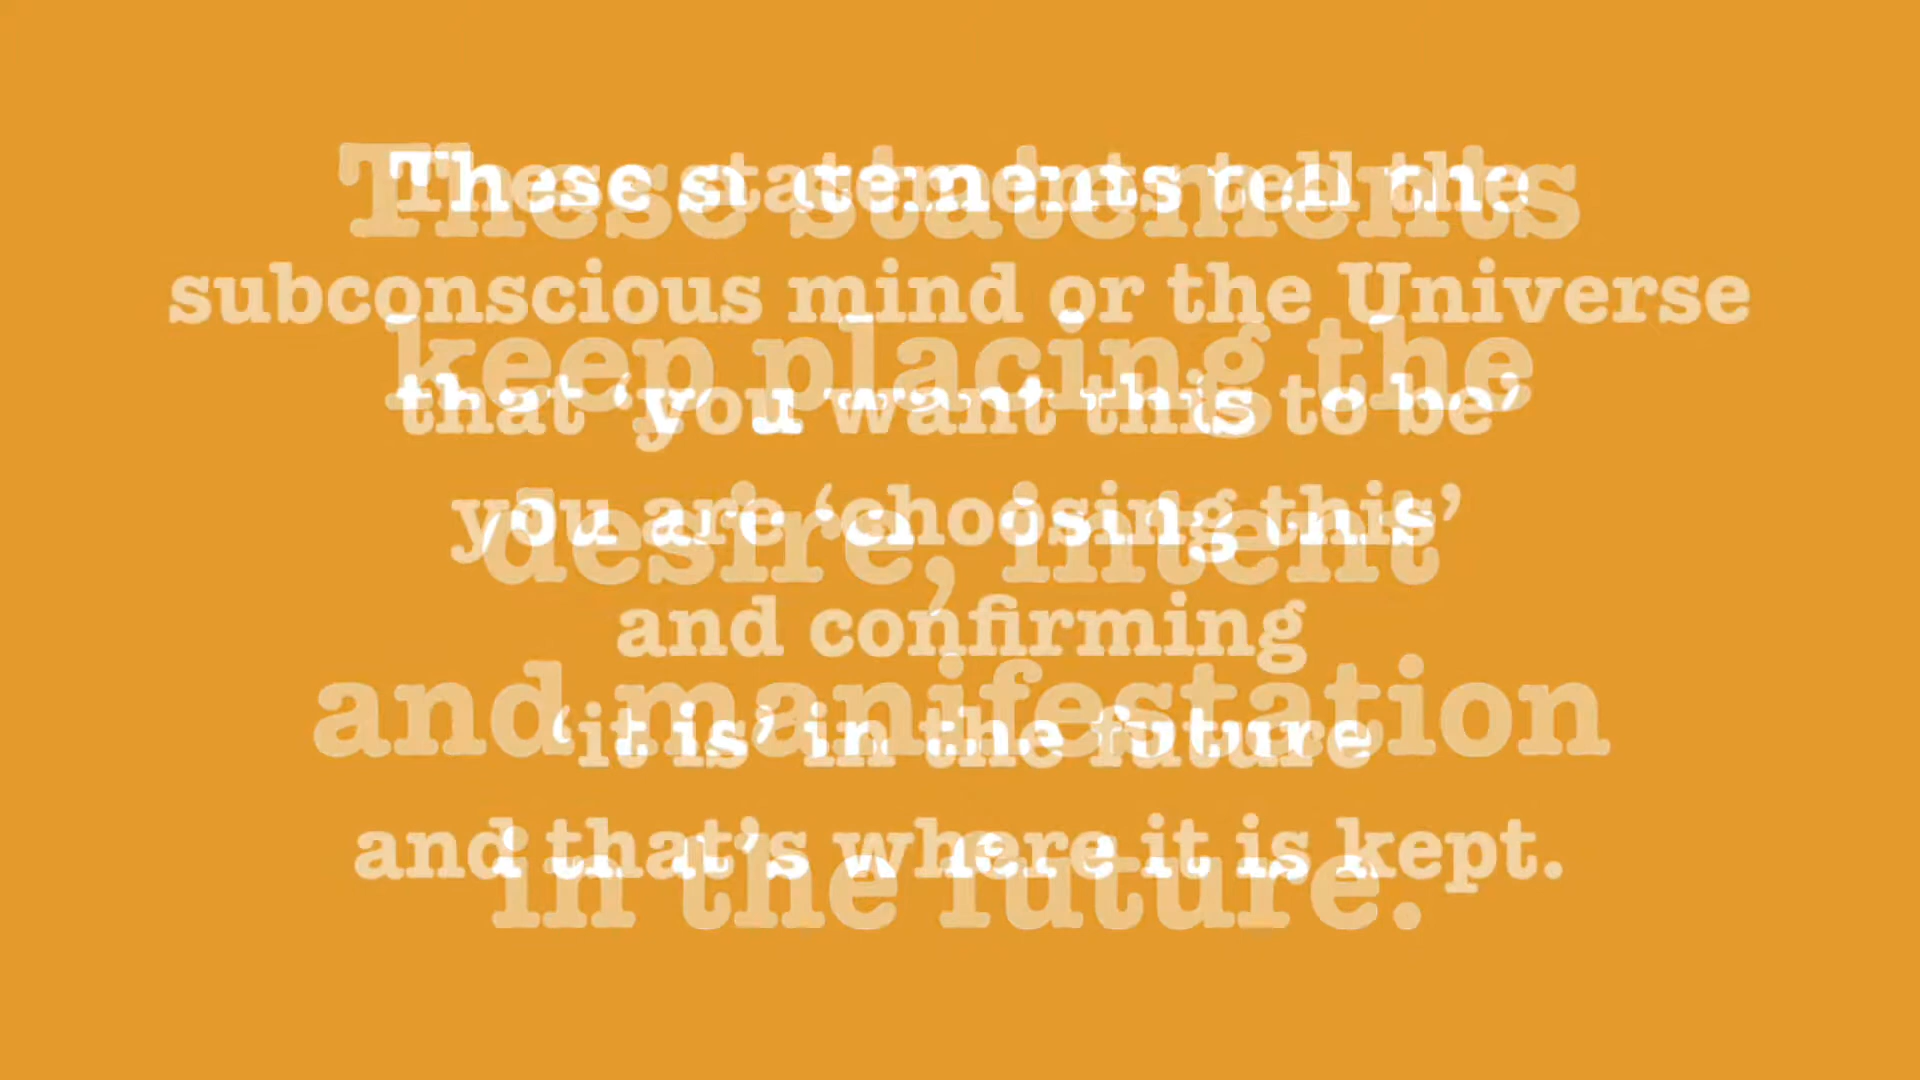 These statements
keep placing the
desire, intent
and manifestation
in the future.
These statements tell the
subconscious mind or the Universe
that ‘you want this to be’
you are ‘choosing this’
and confirming
‘it is’ in the future
and that’s where it is kept.